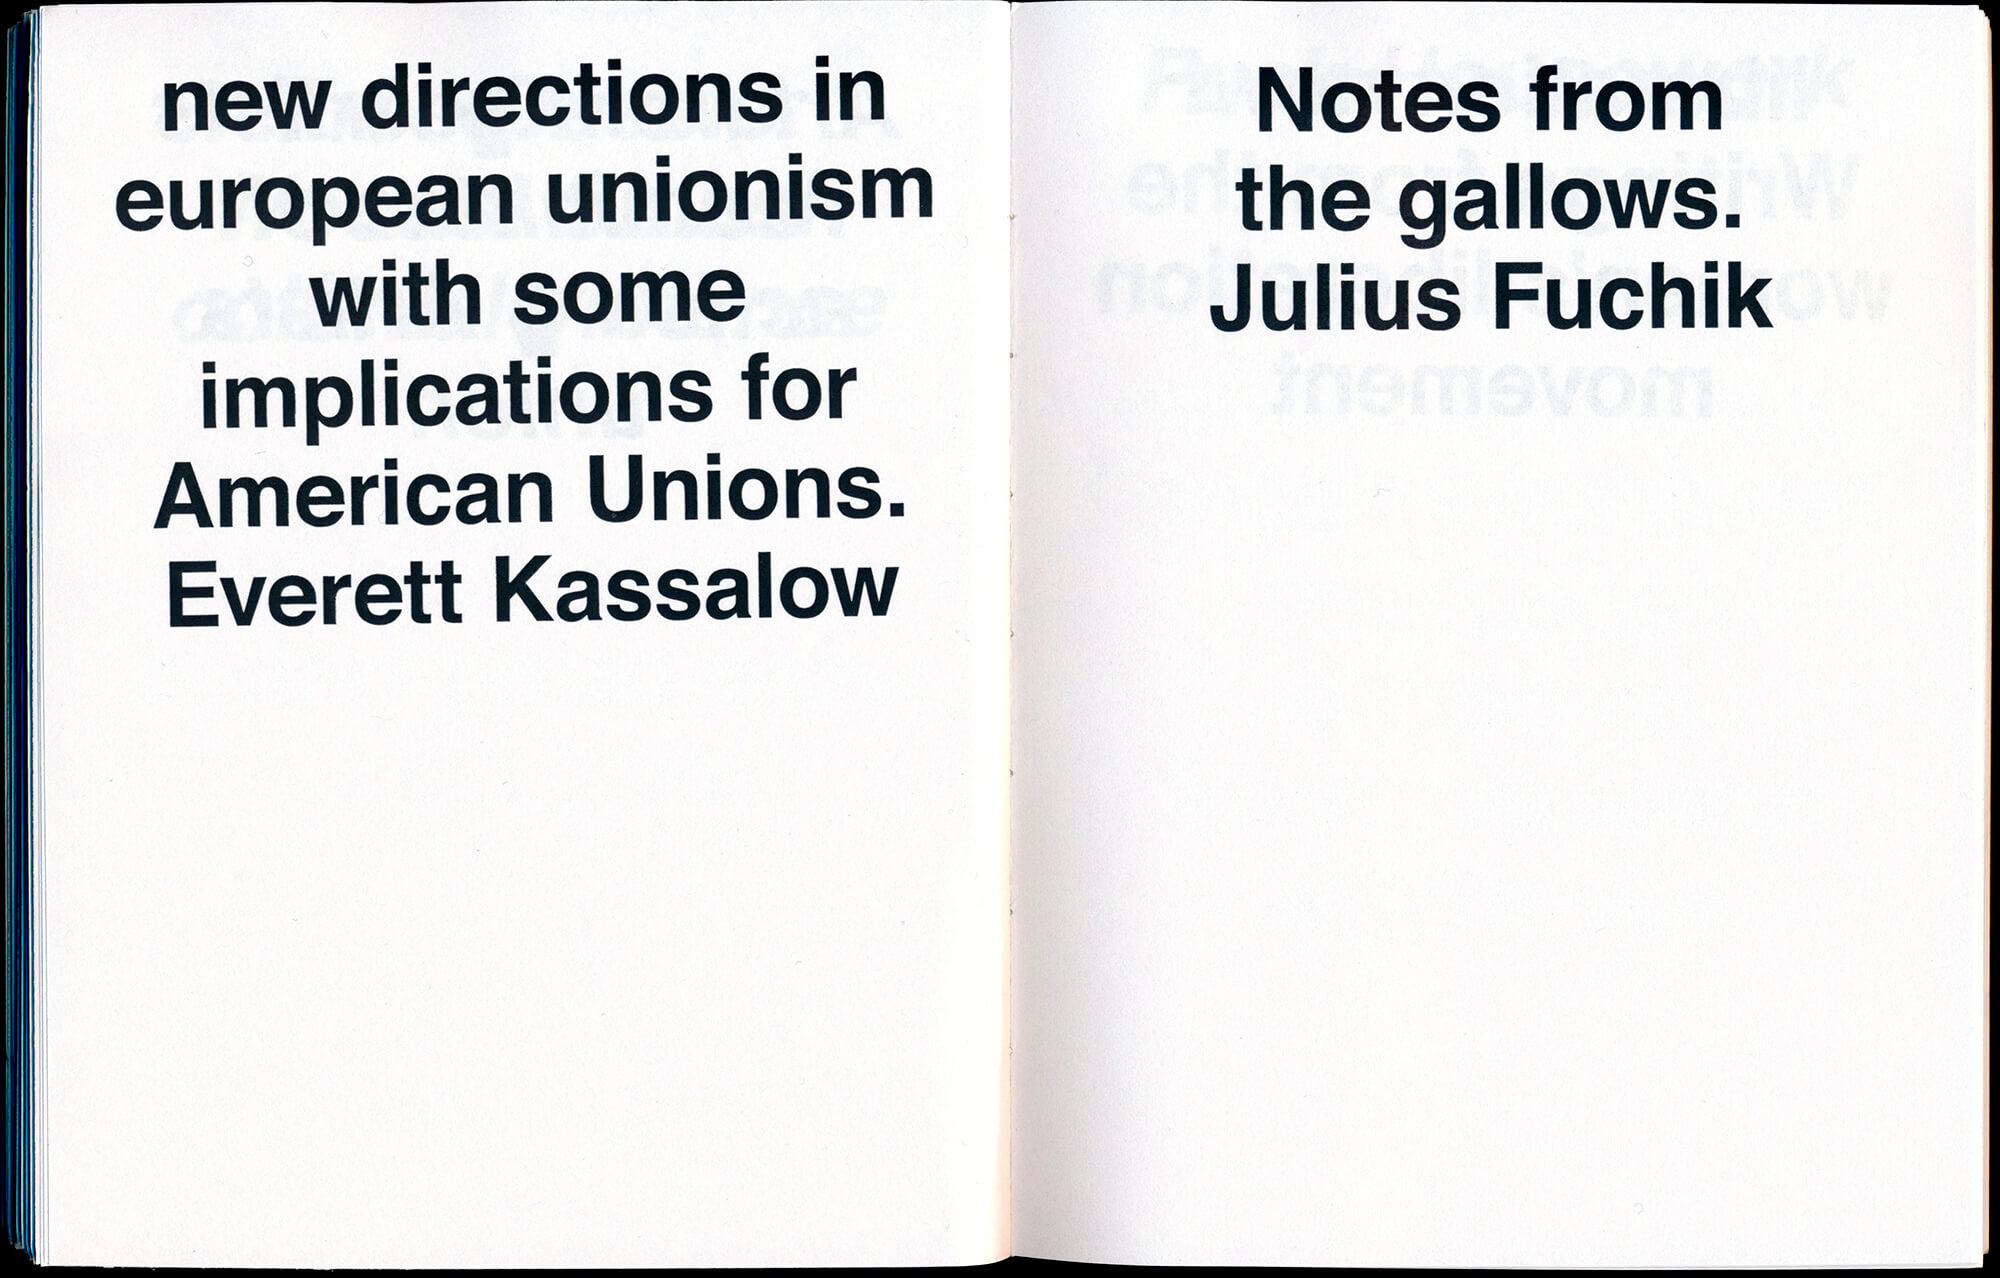 new directions in
european unionism
with some
implications for
American Unions.
Everett Kassalow
Notes from
the gallows.
Julius Fuchik